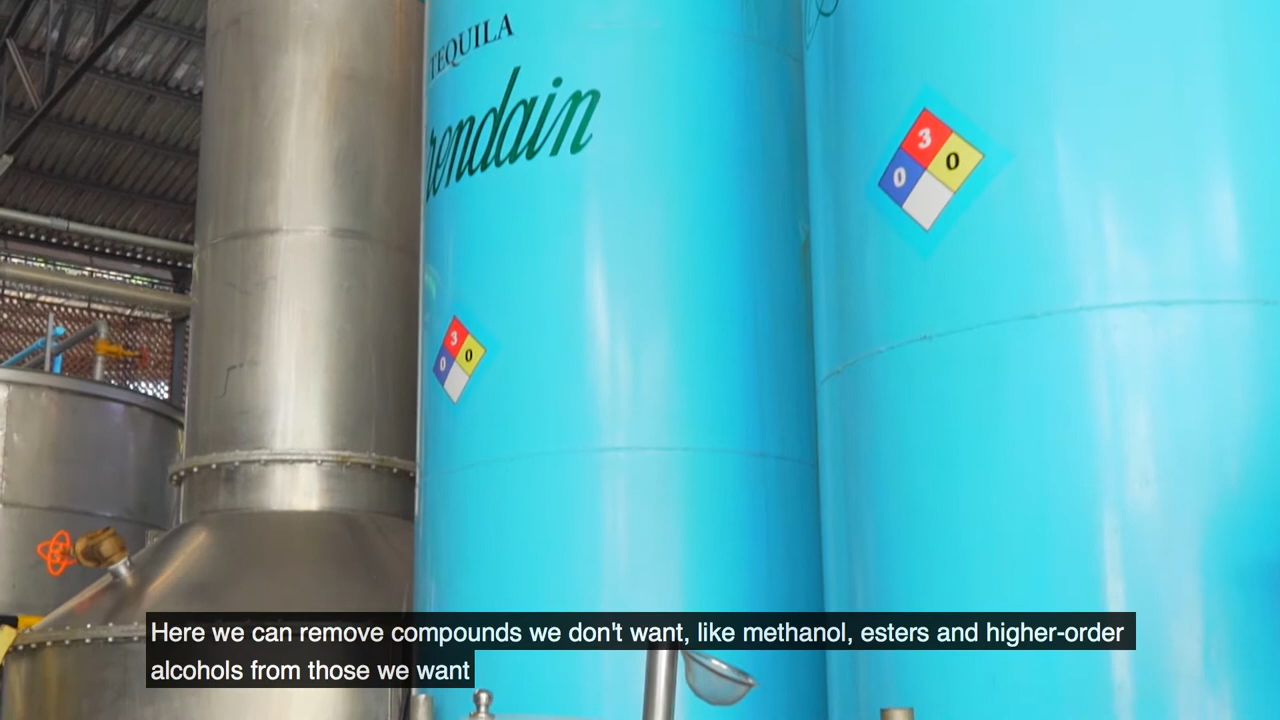 TEQUILA
rendain
3
0
0
3
0
0
Here we can remove compounds we don't want, like methanol, esters and higher-order
alcohols from those we want